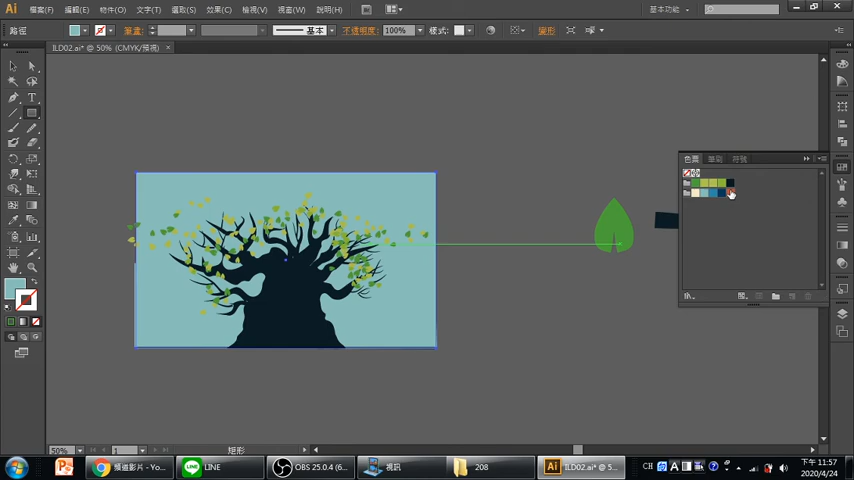 Ai 檔案(F) 編輯(E) 物件(O) 文字(T) 選取(S) 效果(C) 檢視(V) 視窗(W) 說明(H) Br 基本功能
路徑 筆畫: 基本 不透明度: 100% 樣式: 變形
ILD02.ai* @ 50% (CMYK/預視) ×
色票 筆刷 符號
50% 1 矩形
頻道影片 - Yo... LINE OBS 25.0.4 (6... 視訊 208 ILD02.ai* @ 5... CH A 下午 11:57
2020/4/24